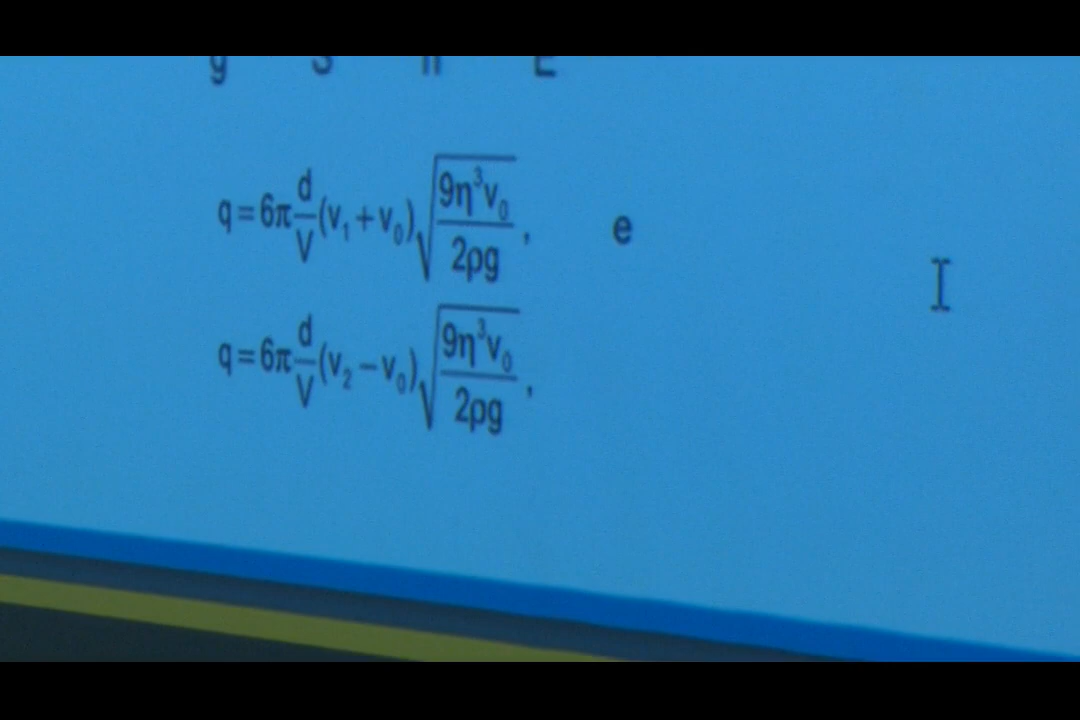 q=6π d/V (v₁+v₀) √(9η³v₀/2ρg), e
q=6π d/V (v₂−v₀) √(9η³v₀/2ρg),